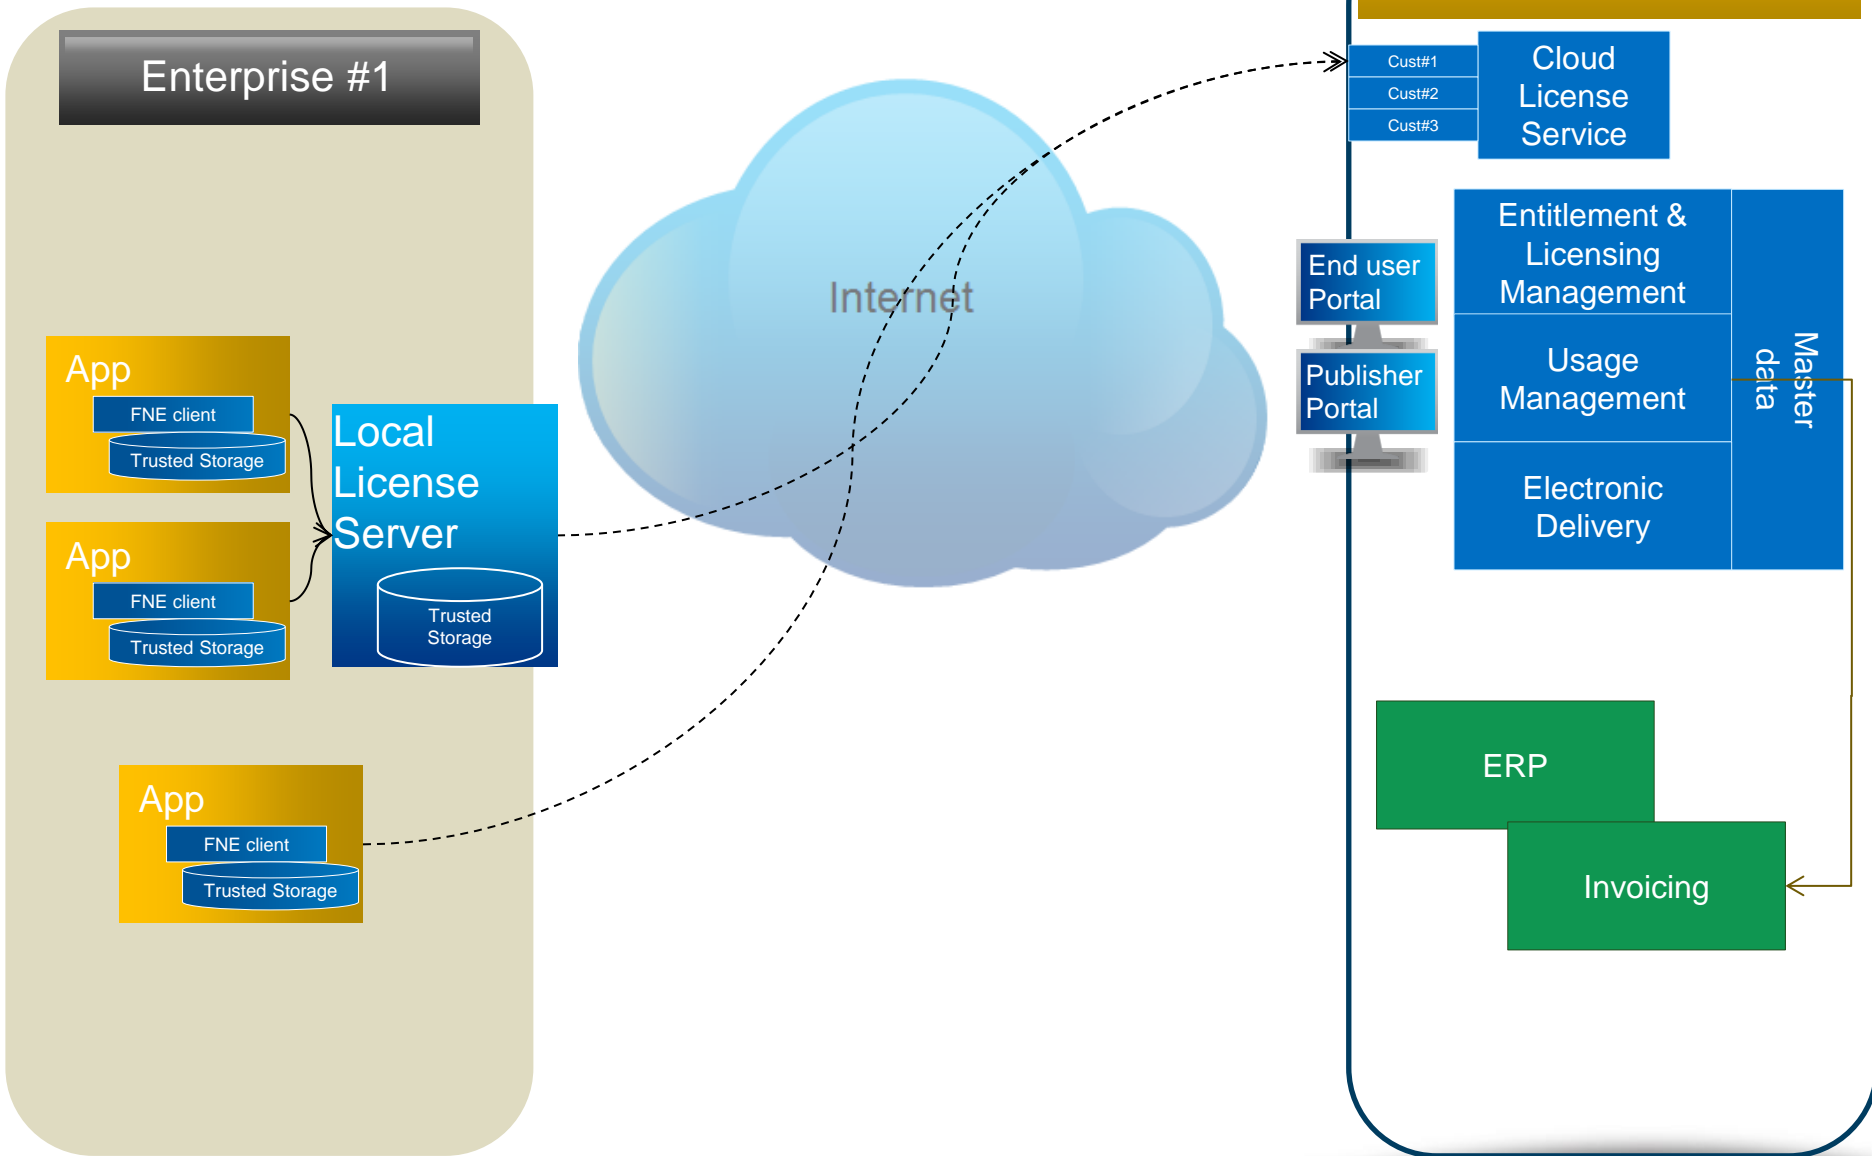 Enterprise #1
App
FNE client
Trusted Storage
App
FNE client
Trusted Storage
Local
License
Server
Trusted
Storage
App
FNE client
Trusted Storage
Internet
Cust#1
Cust#2
Cust#3
Cloud
License
Service
End user
Portal
Publisher
Portal
Entitlement &
Licensing
Management
Usage
Management
Electronic
Delivery
Master
data
ERP
Invoicing